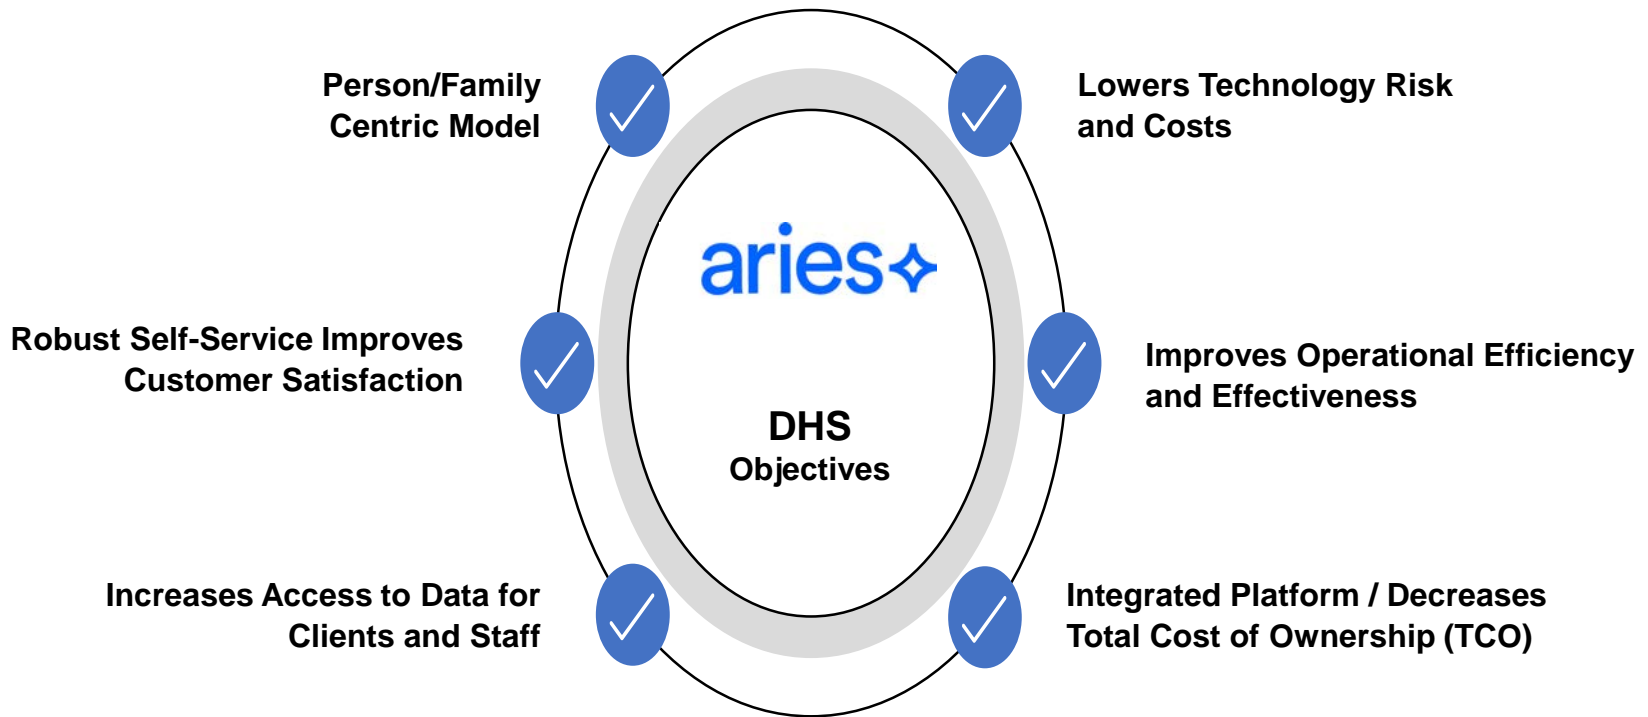 Person/Family
Centric Model
Lowers Technology Risk
and Costs
aries
Robust Self-Service Improves
Customer Satisfaction
Improves Operational Efficiency
and Effectiveness
DHS
Objectives
Increases Access to Data for
Clients and Staff
Integrated Platform / Decreases
Total Cost of Ownership (TCO)